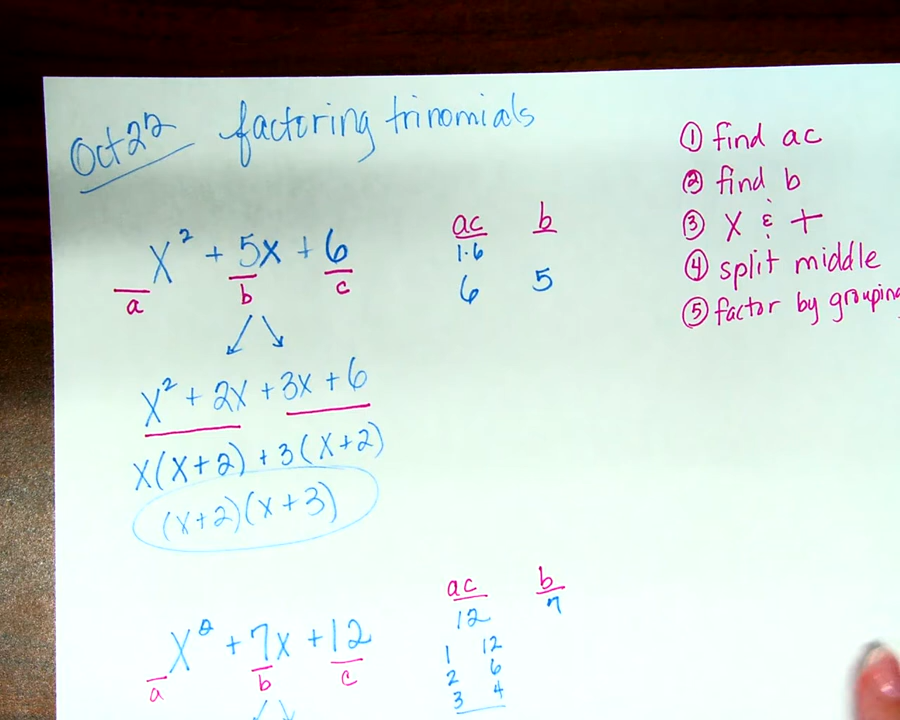 Oct 22 factoring trinomials
① find ac
② find b
③ X & +
④ split middle
⑤ factor by grouping
x² + 5x + 6
a b c
ac b
1·6
6 5
x² + 2x + 3x + 6
x(x+2) + 3(x+2)
(x+2)(x+3)
x² + 7x + 12
a b c
ac b
12 7
1 12
2 6
3 4